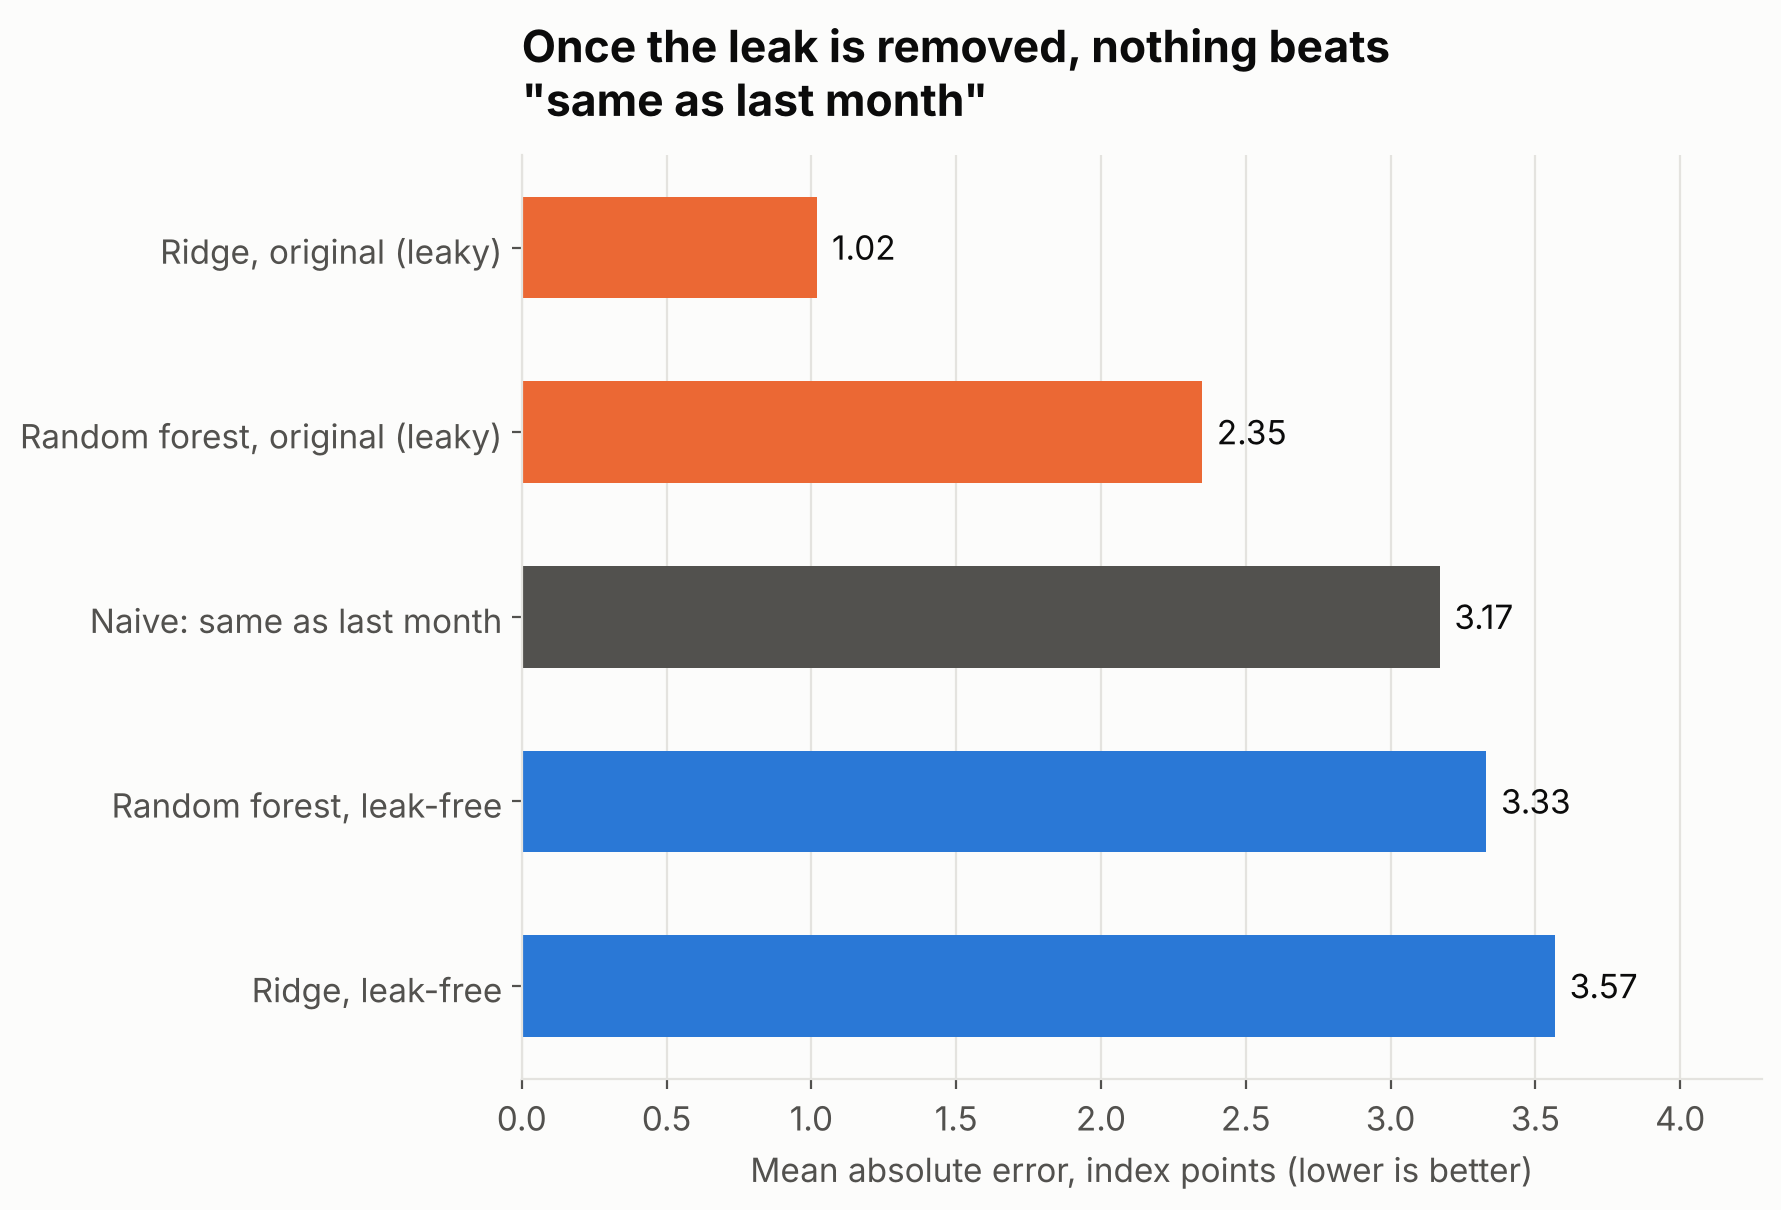 Once the leak is removed, nothing beats
"same as last month"
Ridge, original (leaky)
1.02
Random forest, original (leaky)
2.35
Naive: same as last month
3.17
Random forest, leak-free
3.33
Ridge, leak-free
3.57
0.0 0.5 1.0 1.5 2.0 2.5 3.0 3.5 4.0
Mean absolute error, index points (lower is better)